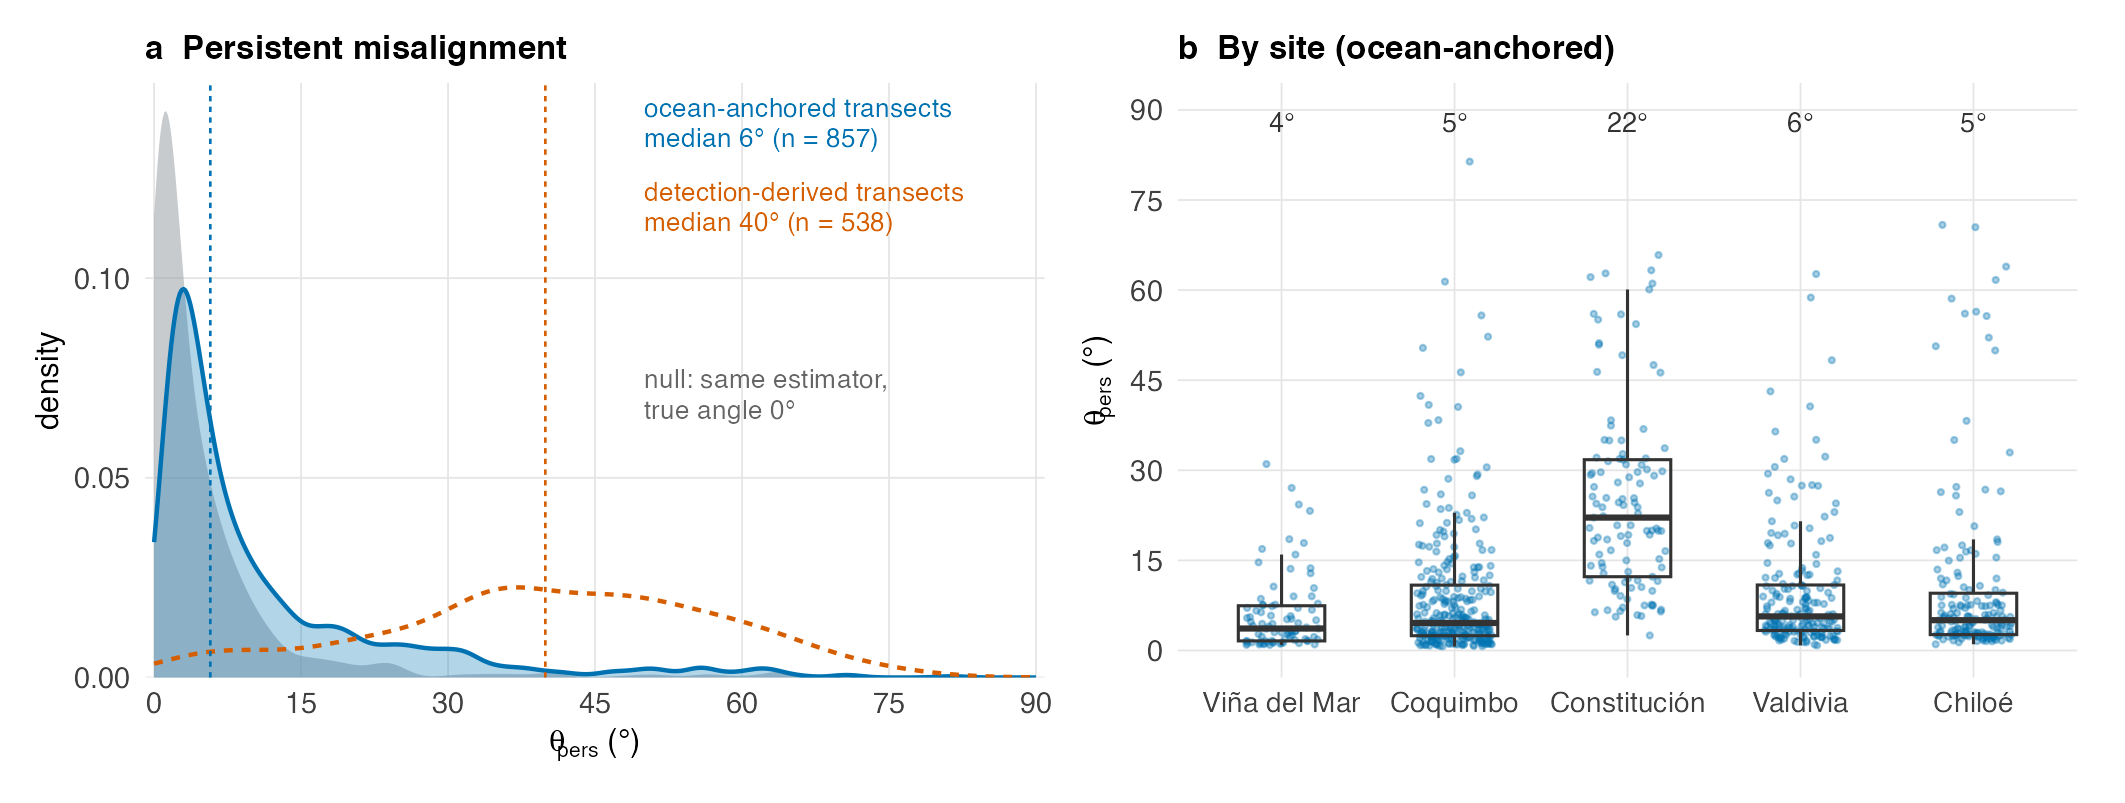 a Persistent misalignment
ocean-anchored transects
median 6° (n = 857)
detection-derived transects
median 40° (n = 538)
null: same estimator,
true angle 0°
density
0.10
0.05
0.00
0
15
30
45
60
75
90
θpers (°)
b By site (ocean-anchored)
θpers (°)
90
75
60
45
30
15
0
4°
5°
22°
6°
5°
Viña del Mar
Coquimbo
Constitución
Valdivia
Chiloé